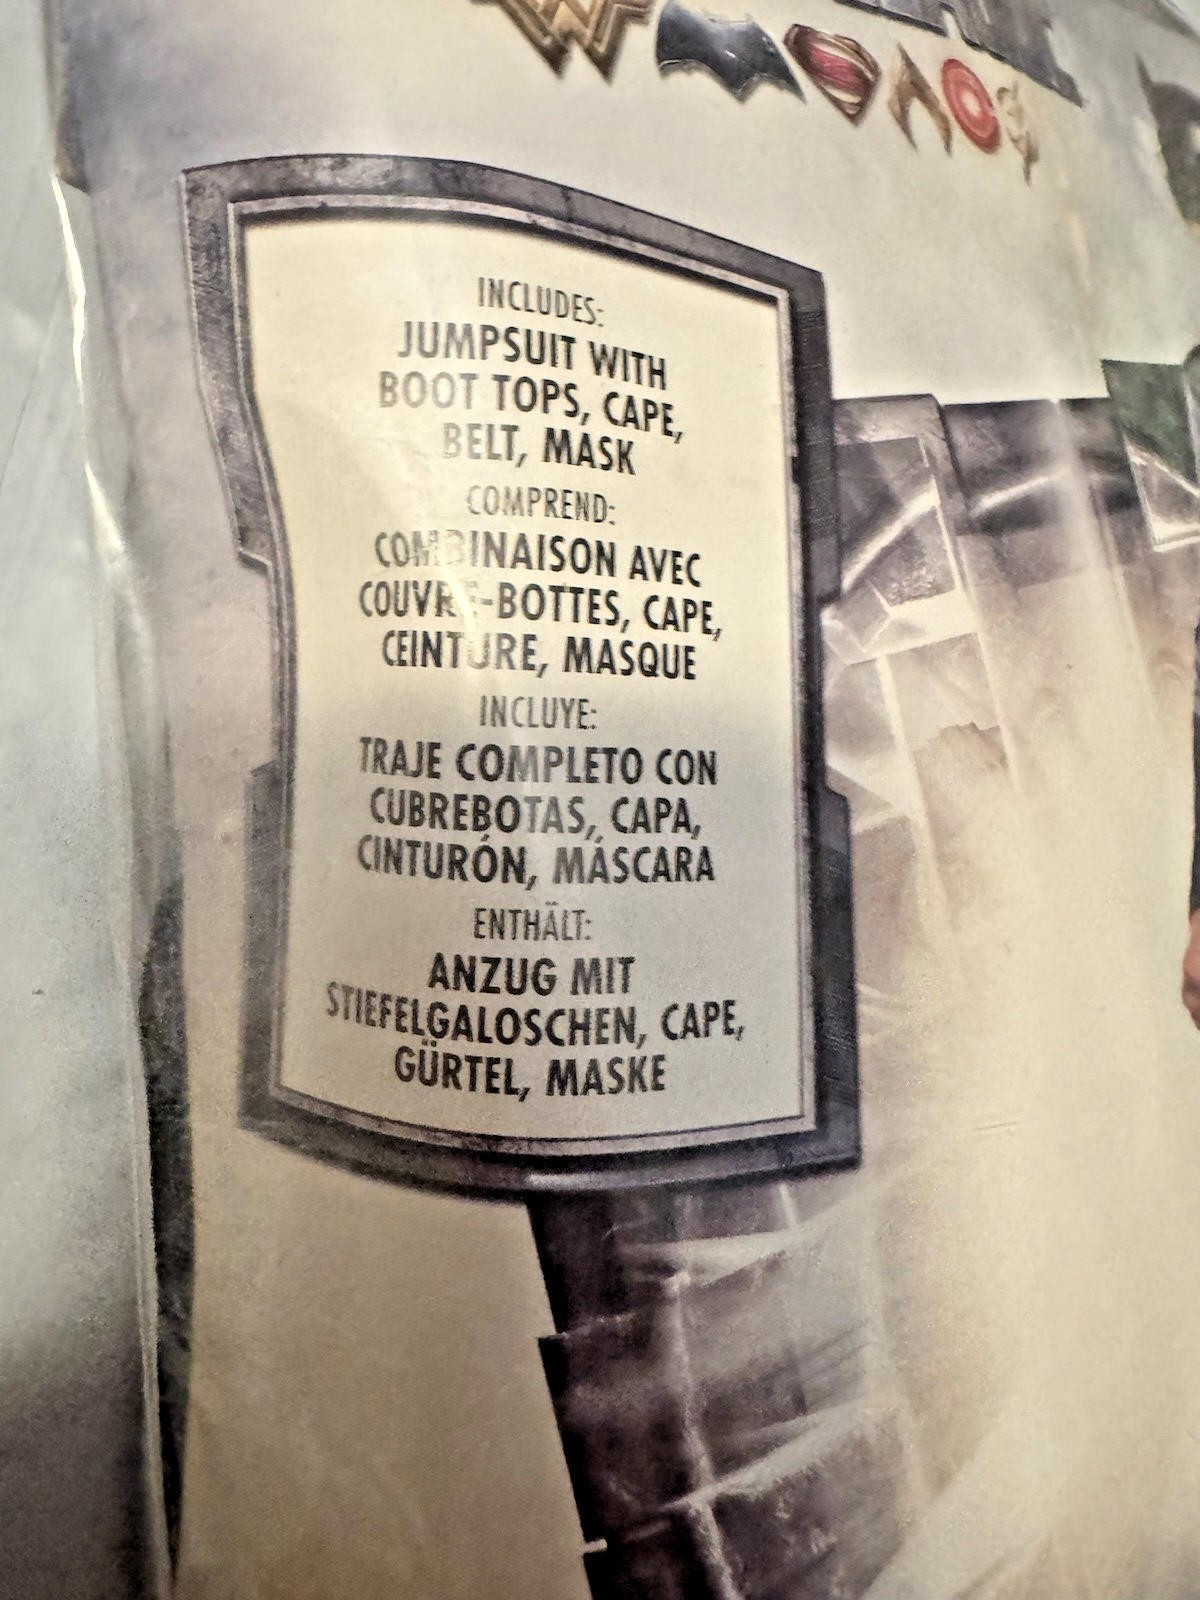 INCLUDES:
JUMPSUIT WITH
BOOT TOPS, CAPE,
BELT, MASK
COMPREND:
COMBINAISON AVEC
COUVRE-BOTTES, CAPE,
CEINTURE, MASQUE
INCLUYE:
TRAJE COMPLETO CON
CUBREBOTAS, CAPA,
CINTURÓN, MÁSCARA
ENTHÄLT:
ANZUG MIT
STIEFELGALOSCHEN, CAPE,
GÜRTEL, MASKE